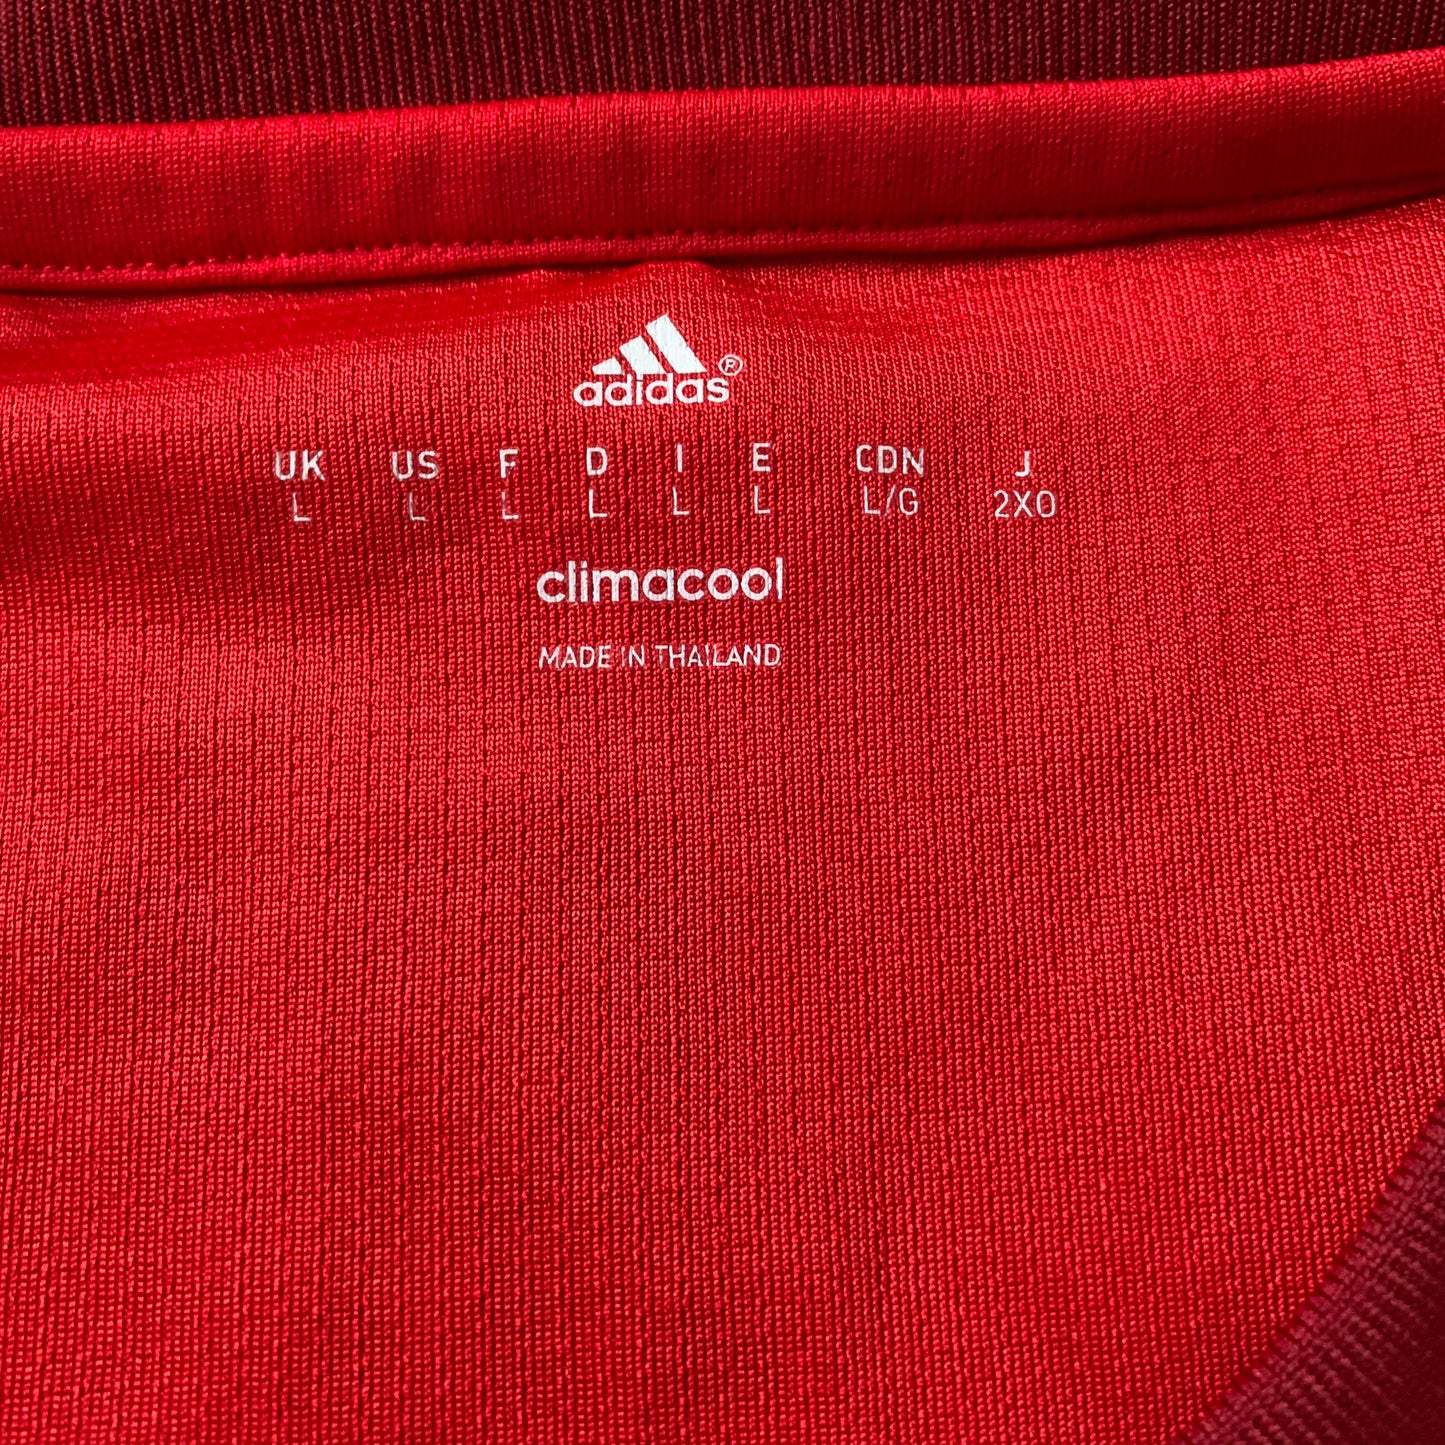 adidas®
UK US F D I E CDN J
L L L L L L L/G 2XO
climacool
MADE IN THAILAND